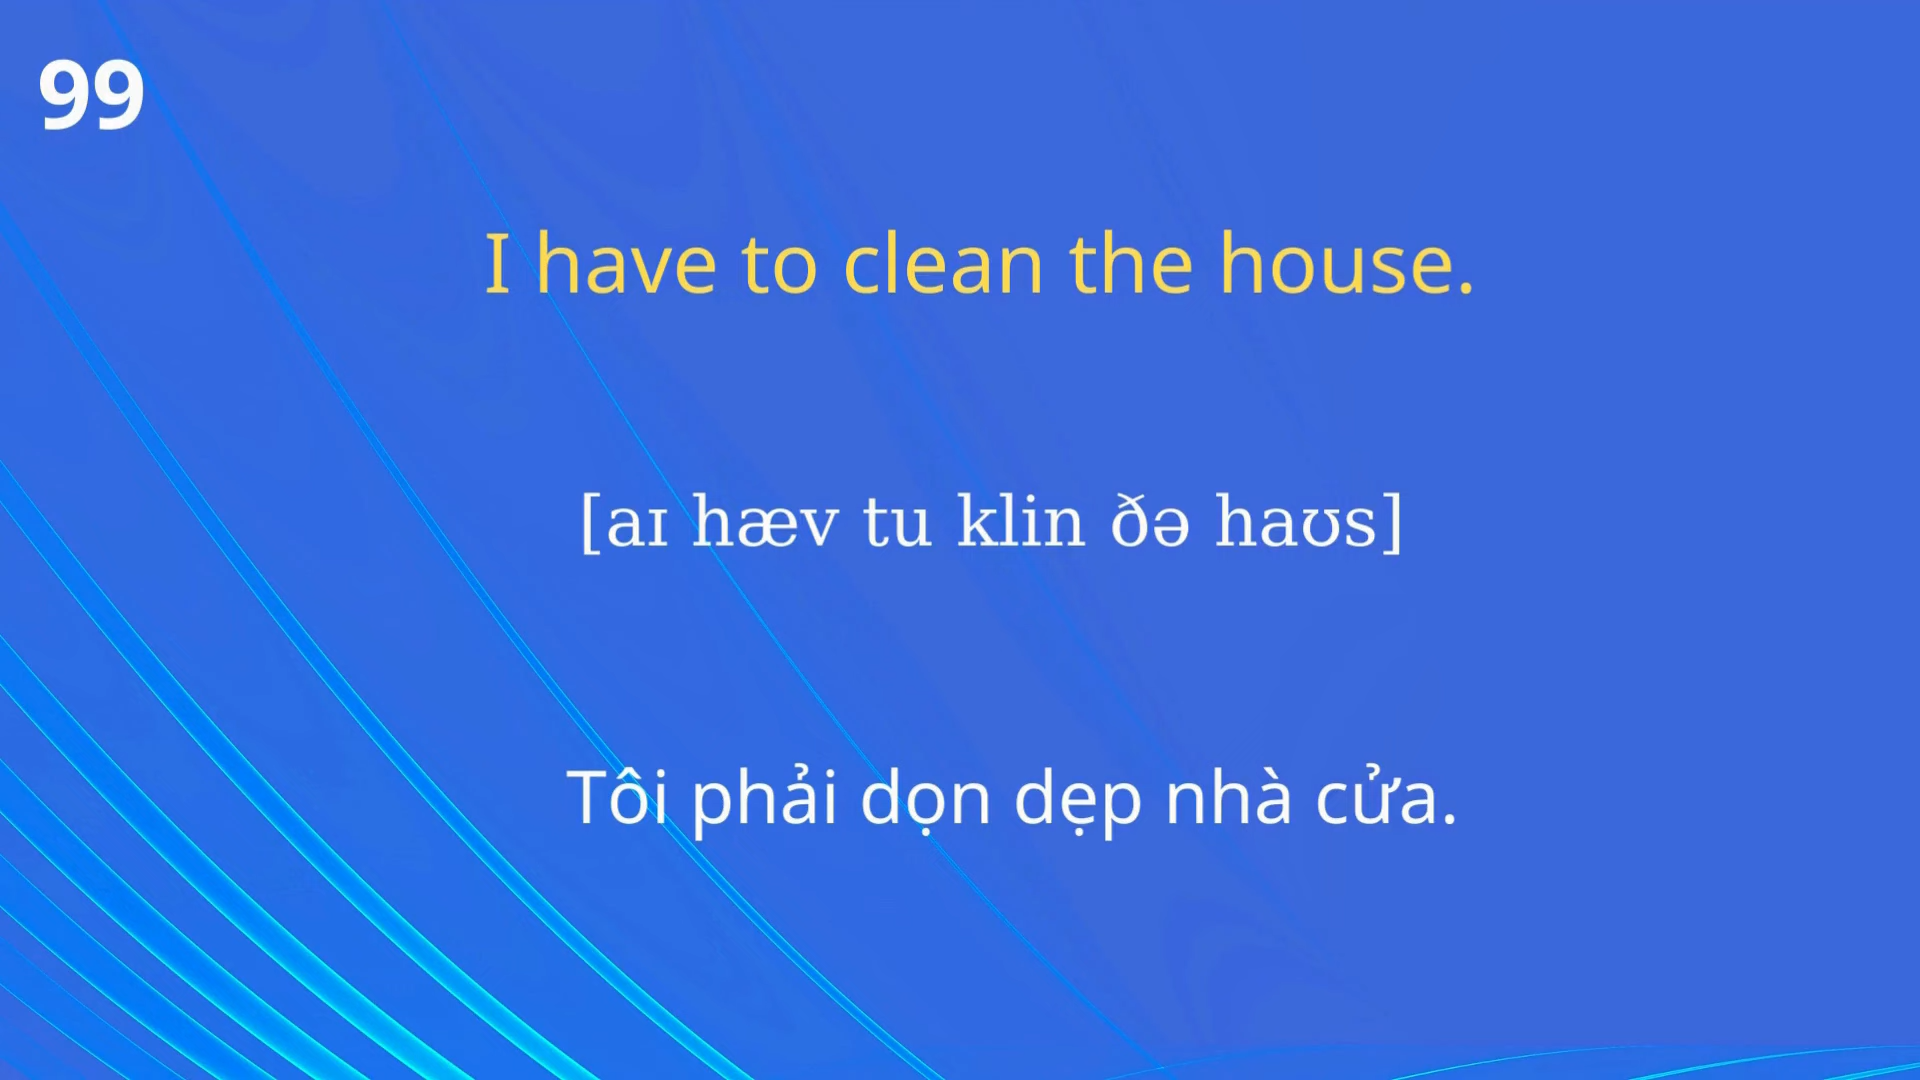 99
I have to clean the house.
[aɪ hæv tu klin ðə haʊs]
Tôi phải dọn dẹp nhà cửa.